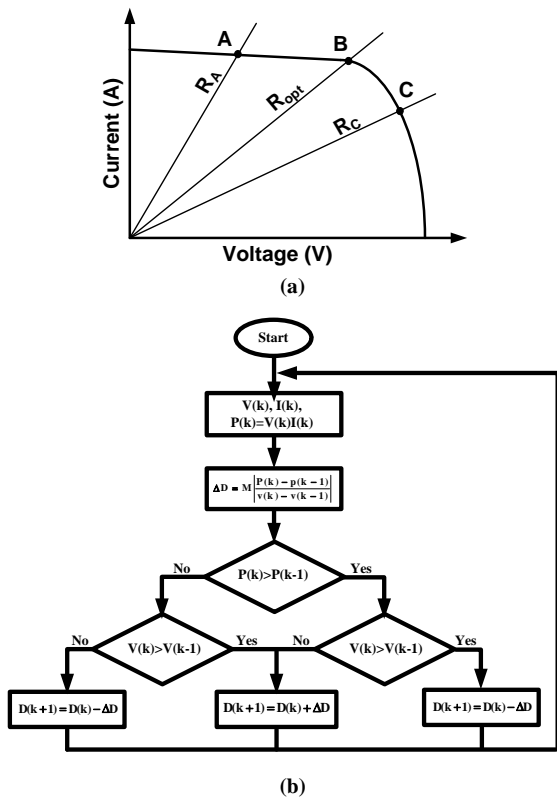 A
B
C
R_A
R_opt
R_C
Current (A)
Voltage (V)
(a)
Start
V(k), I(k),
P(k)=V(k)I(k)
ΔD = M|P(k) − p(k−1) / v(k) − v(k−1)|
No
P(k)>P(k-1)
Yes
No
V(k)>V(k-1)
Yes
No
V(k)>V(k-1)
Yes
D(k+1)=D(k)−ΔD
D(k+1)=D(k)+ΔD
D(k+1)=D(k)−ΔD
(b)